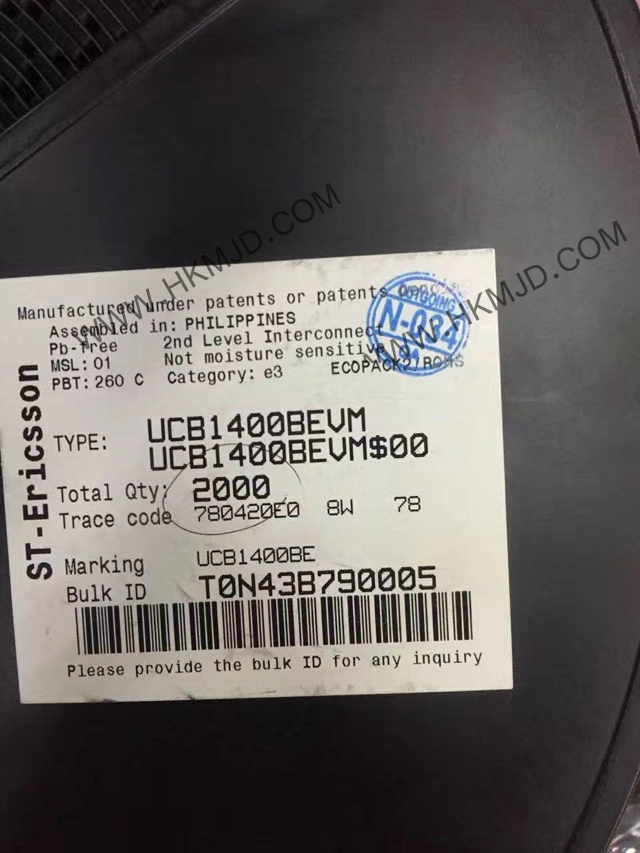 WWW.HKMJD.COM
WWW.HKMJD.COM
Manufactured under patents or patents
Assembled in: PHILIPPINES
Pb-free 2nd Level Interconnect
MSL: 01 Not moisture sensitive
PBT: 260 C Category: e3 ECOPACK2/ROHS
OUTGOING
N-034
ST-Ericsson
TYPE: UCB1400BEVM
UCB1400BEVM$00
Total Qty: 2000
Trace code 780420E0 8W 78
Marking UCB1400BE
Bulk ID T0N43B790005
Please provide the bulk ID for any inquiry